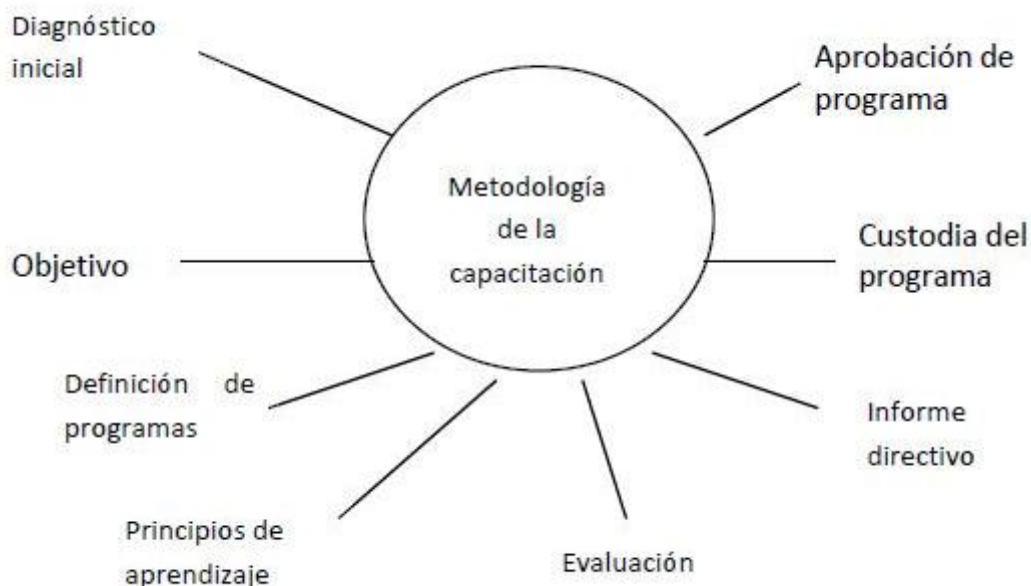 Diagnóstico
inicial
Aprobación de
programa
Metodología
de la
capacitación
Objetivo
Custodia del
programa
Definición de
programas
Informe
directivo
Principios de
aprendizaje
Evaluación